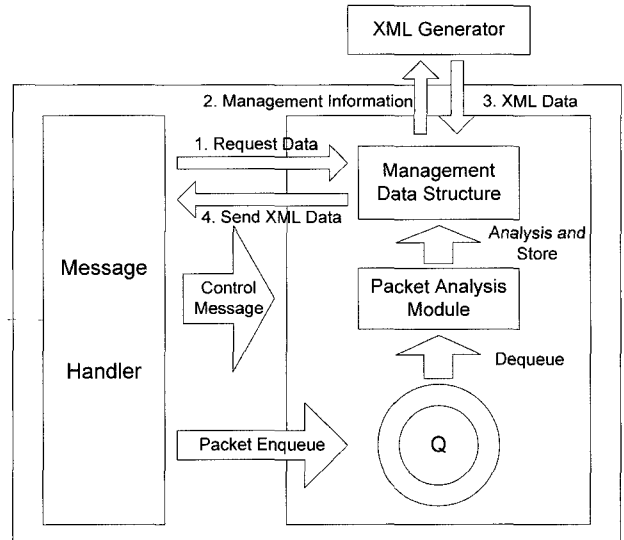 XML Generator
2. Management Information
3. XML Data
1. Request Data
Management
Data Structure
4. Send XML Data
Analysis and
Store
Message
Handler
Control
Message
Packet Analysis
Module
Dequeue
Packet Enqueue
Q